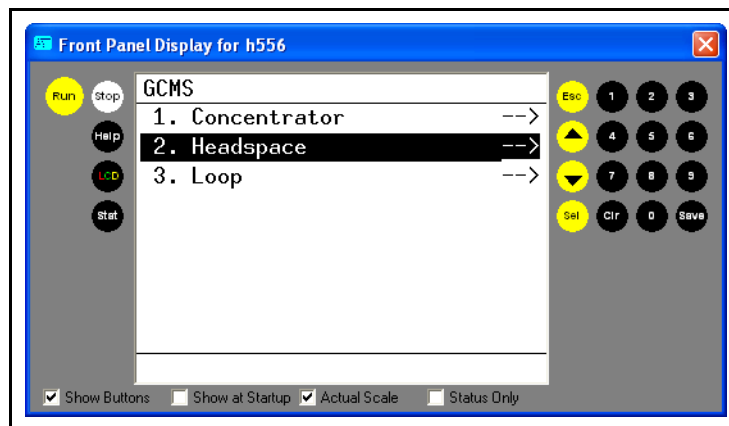 Front Panel Display for h556
Run Stop Help LCD Stat
GCMS
1. Concentrator -->
2. Headspace -->
3. Loop -->
Esc 1 2 3
4 5 6
7 8 9
Sel Clr 0 Save
Show Buttons Show at Startup Actual Scale Status Only